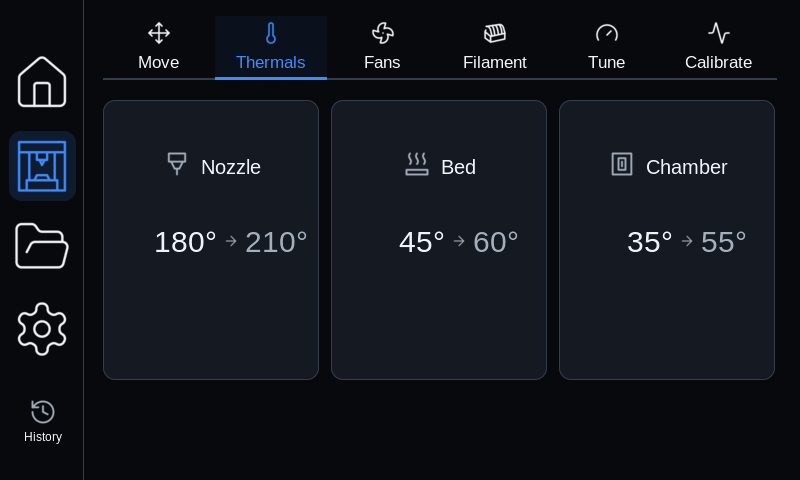 Move
Thermals
Fans
Filament
Tune
Calibrate
Nozzle
180° → 210°
Bed
45° → 60°
Chamber
35° → 55°
History